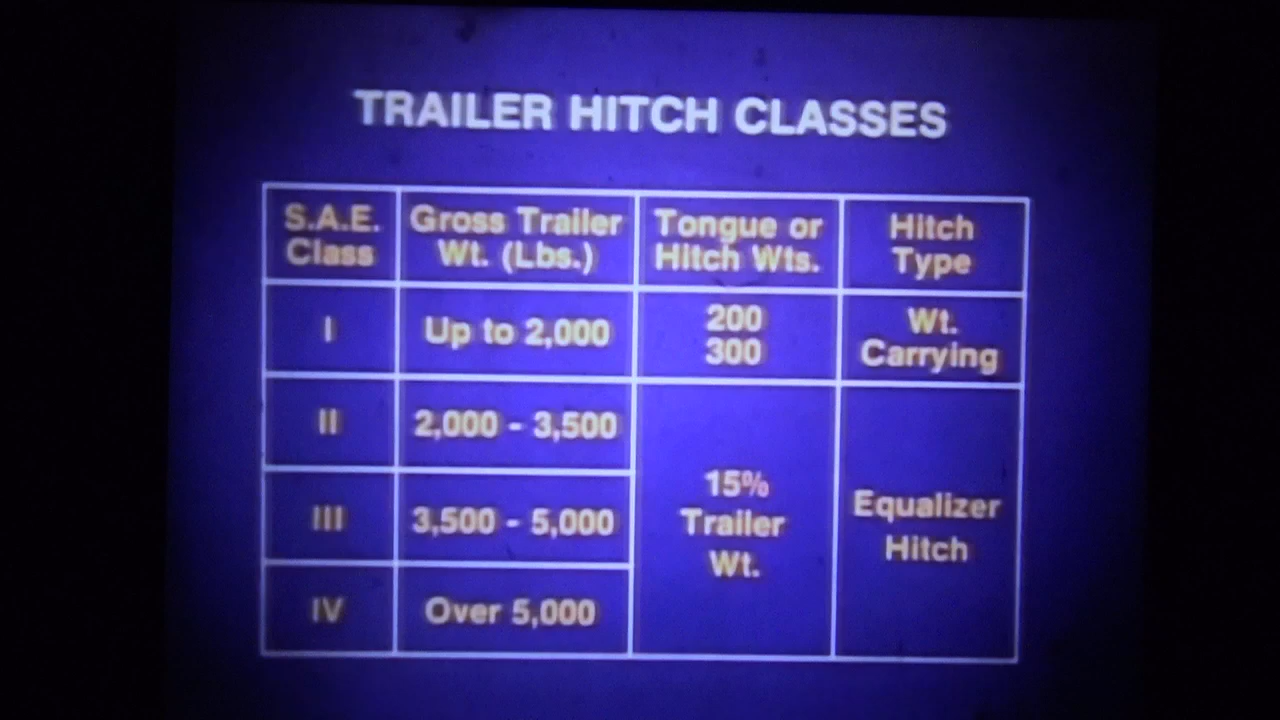 TRAILER HITCH CLASSES
S.A.E.
Class
Gross Trailer
Wt. (Lbs.)
Tongue or
Hitch Wts.
Hitch
Type
I
Up to 2,000
200
300
Wt.
Carrying
II
2,000 - 3,500
III
3,500 - 5,000
IV
Over 5,000
15%
Trailer
Wt.
Equalizer
Hitch